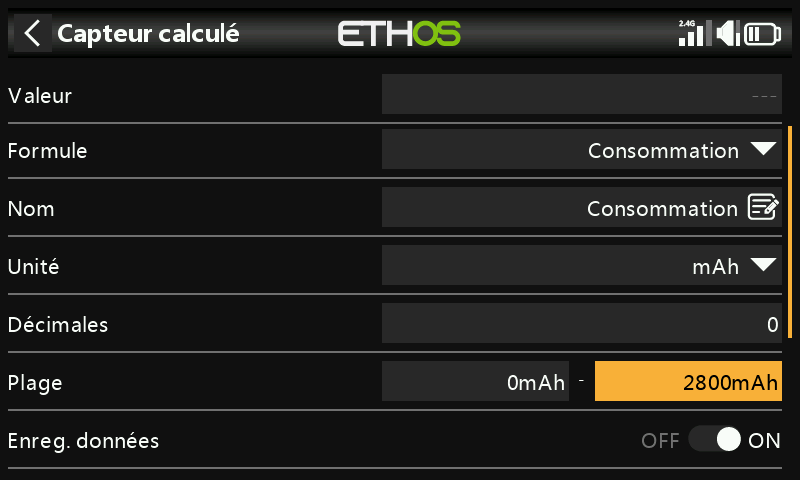 Capteur calculé ETHOS 2.4G
Valeur ---
Formule Consommation
Nom Consommation
Unité mAh
Décimales 0
Plage 0mAh - 2800mAh
Enreg. données OFF ON